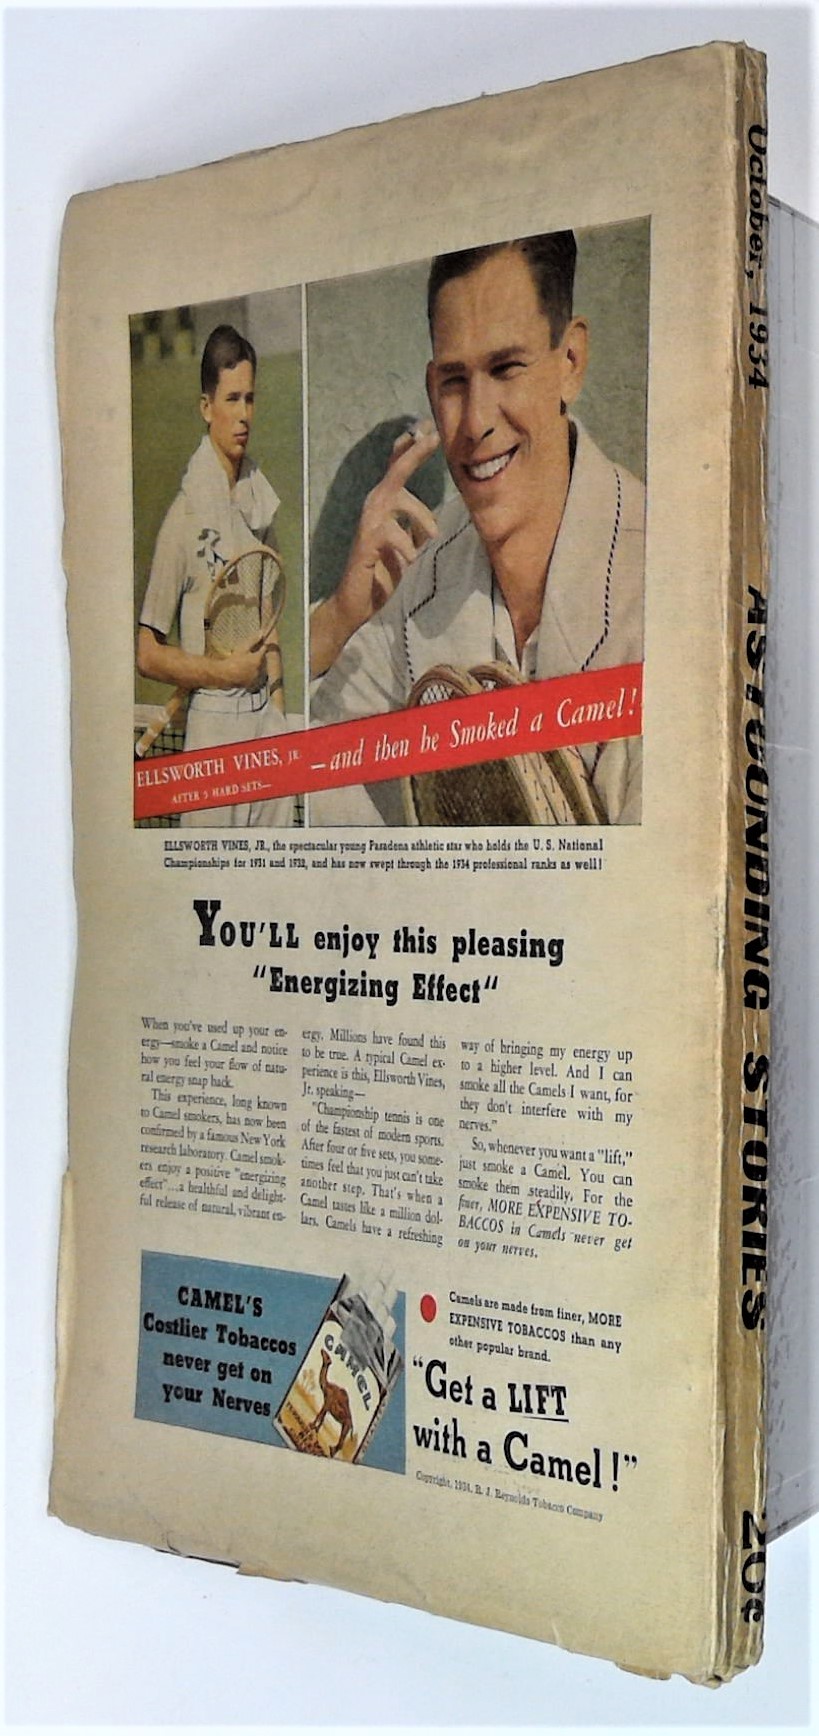 October, 1934
ASTOUNDING STORIES
20¢
ELLSWORTH VINES, JR.
AFTER 5 HARD SETS—
—and then he Smoked a Camel!
ELLSWORTH VINES, JR., the spectacular young Pasadena athletic star who holds the U. S. National
Championships for 1931 and 1932, and has now swept through the 1934 professional ranks as well!
YOU'LL enjoy this pleasing
"Energizing Effect"
When you've used up your en-
ergy—smoke a Camel and notice
how you feel your flow of natu-
ral energy snap back.
This experience, long known
to Camel smokers, has now been
confirmed by a famous New York
research laboratory. Camel smok-
ers enjoy a positive "energizing
effect"...a healthful and delight-
ful release of natural, vibrant en-
ergy. Millions have found this
to be true. A typical Camel ex-
perience is this, Ellsworth Vines,
Jr. speaking—
"Championship tennis is one
of the fastest of modern sports.
After four or five sets, you some-
times feel that you just can't take
another step. That's when a
Camel tastes like a million dol-
lars. Camels have a refreshing
way of bringing my energy up
to a higher level. And I can
smoke all the Camels I want, for
they don't interfere with my
nerves."
So, whenever you want a "lift,"
just smoke a Camel. You can
smoke them steadily. For the
finer, MORE EXPENSIVE TO-
BACCOS in Camels never get
on your nerves.
CAMEL'S
Costlier Tobaccos
never get on
your Nerves
CAMEL
Camels are made from finer, MORE
EXPENSIVE TOBACCOS than any
other popular brand.
"Get a LIFT
with a Camel!"
Copyright, 1934, R. J. Reynolds Tobacco Company